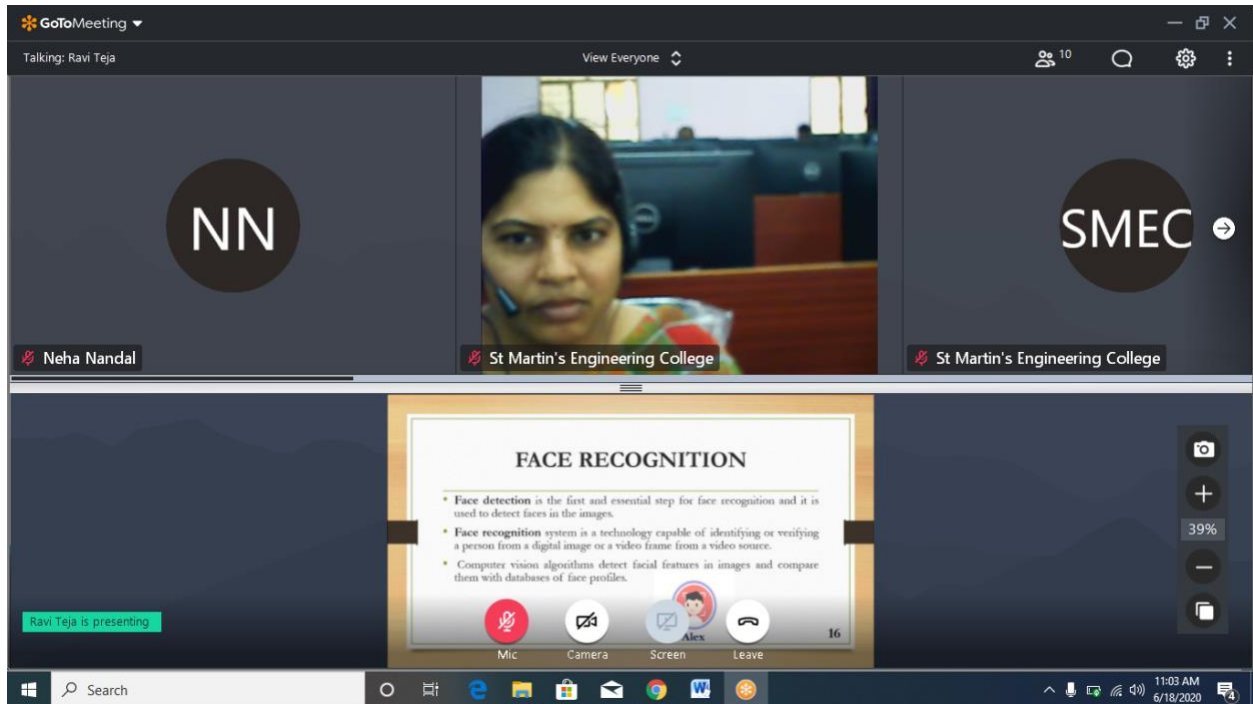 GoToMeeting
Talking: Ravi Teja
View Everyone
10
NN
SMEC
Neha Nandal
St Martin's Engineering College
St Martin's Engineering College
FACE RECOGNITION
Face detection is the first and essential step for face recognition and it is
used to detect faces in the images.
Face recognition system is a technology capable of identifying or verifying
a person from a digital image or a video frame from a video source.
Computer vision algorithms detect facial features in images and compare
them with databases of face profiles.
Alex
16
39%
Ravi Teja is presenting
Mic
Camera
Screen
Leave
Search
11:03 AM
6/18/2020
4